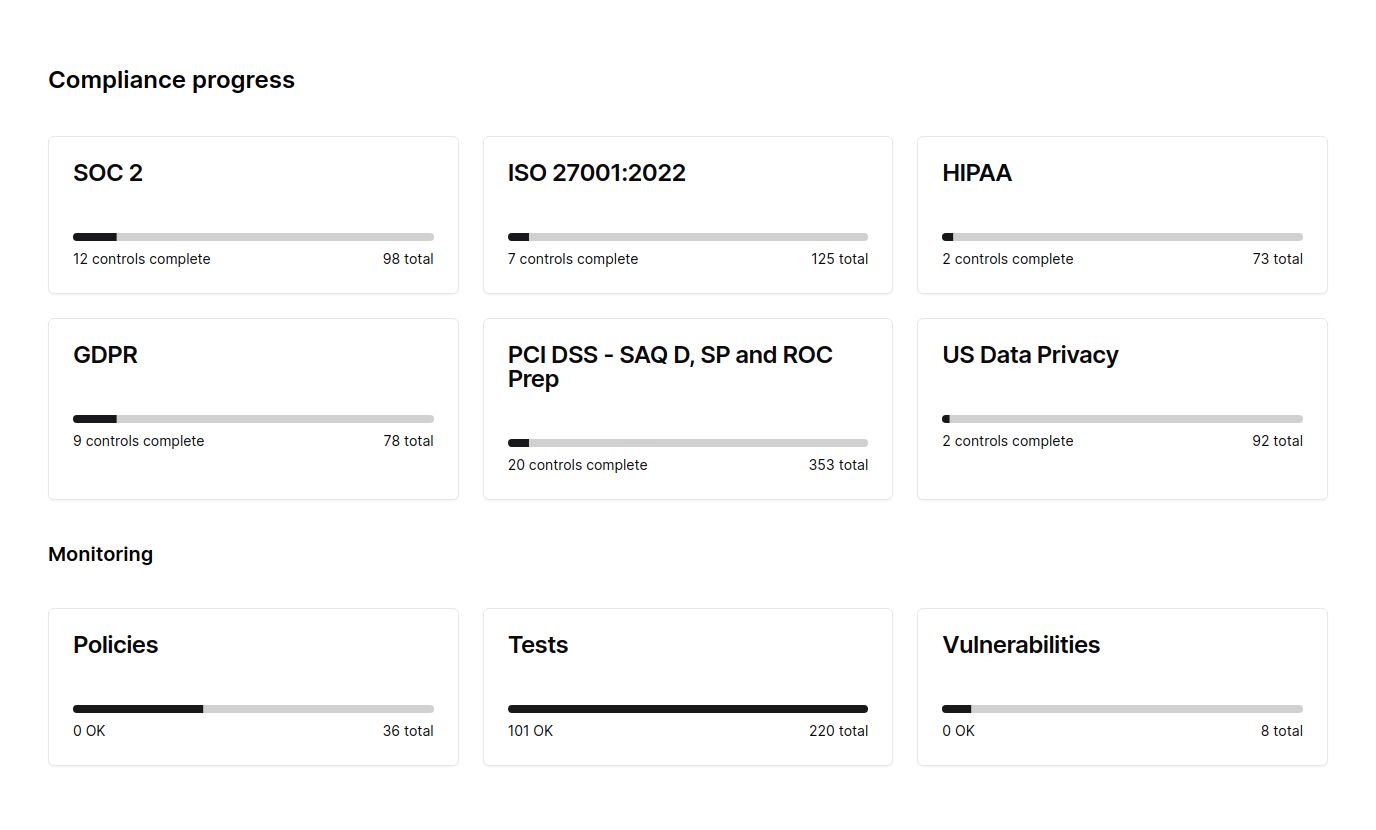 Compliance progress
SOC 2
12 controls complete 98 total
ISO 27001:2022
7 controls complete 125 total
HIPAA
2 controls complete 73 total
GDPR
9 controls complete 78 total
PCI DSS - SAQ D, SP and ROC
Prep
20 controls complete 353 total
US Data Privacy
2 controls complete 92 total
Monitoring
Policies
0 OK 36 total
Tests
101 OK 220 total
Vulnerabilities
0 OK 8 total